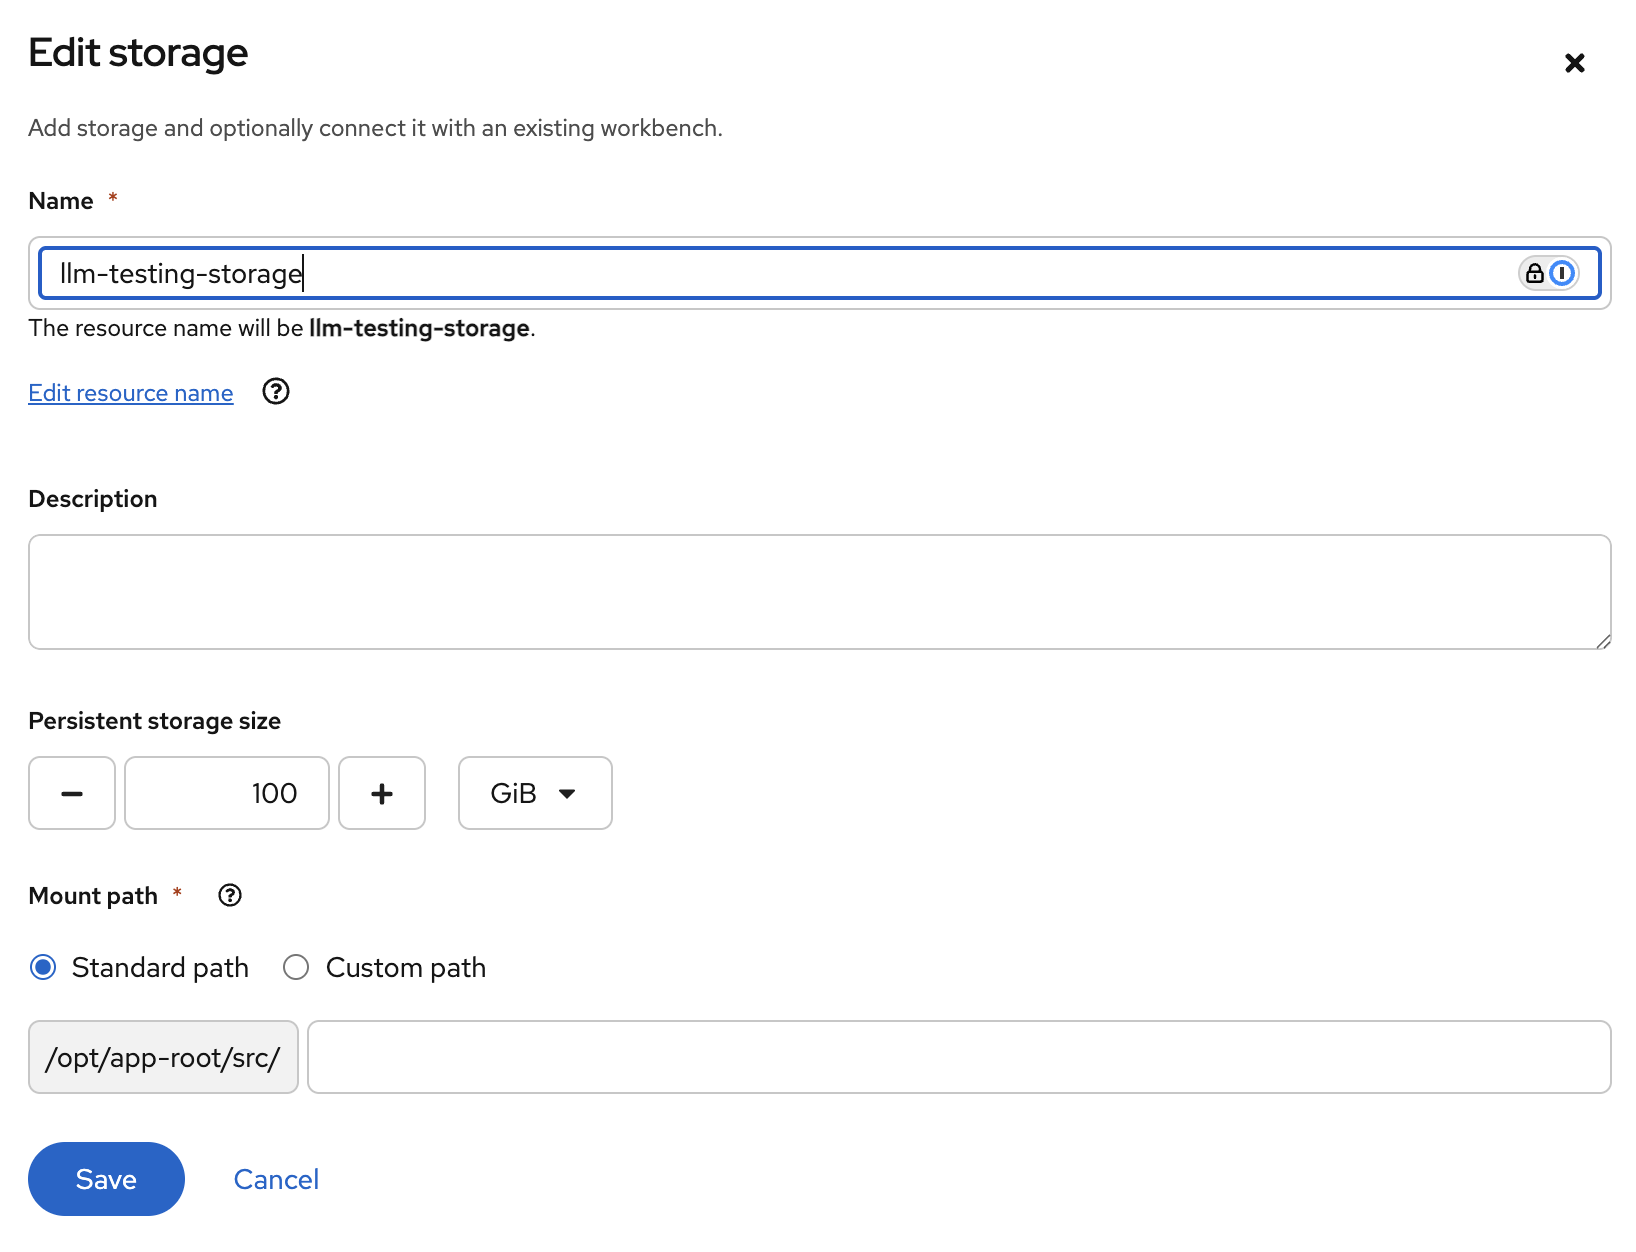 Edit storage
Add storage and optionally connect it with an existing workbench.
Name *
llm-testing-storage
The resource name will be llm-testing-storage.
Edit resource name
Description
Persistent storage size
100 GiB
Mount path *
Standard path Custom path
/opt/app-root/src/
Save Cancel